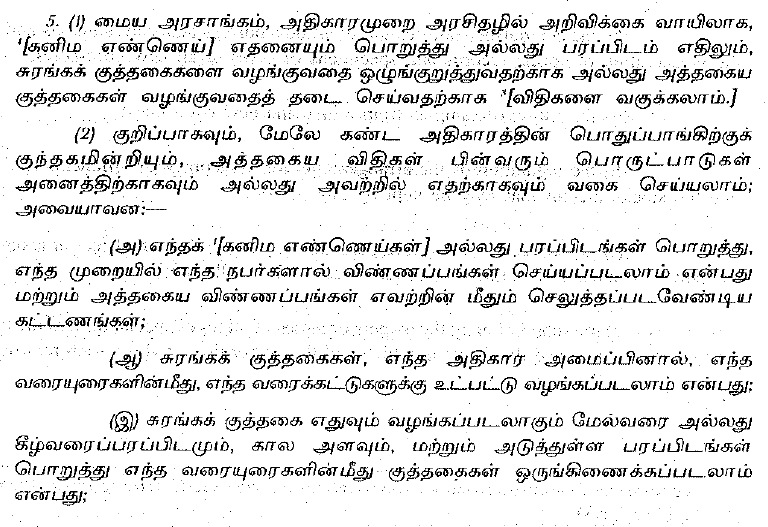 5. (1) மைய அரசாங்கம், அதிகாரமுறை அரசிதழில் அறிவிக்கை வாயிலாக,
'[கனிம எண்ணெய்] எதனையும் பொறுத்து அல்லது பரப்பிடம் எதிலும்,
சுரங்கக் குத்தகைகளை வழங்குவதை ஒழுங்குறுத்துவதற்காக அல்லது அத்தகைய
குத்தகைகள் வழங்குவதைத் தடை செய்வதற்காக *[விதிகளை வகுக்கலாம்.]
(2) குறிப்பாகவும், மேலே கண்ட அதிகாரத்தின் பொதுப்பாங்கிற்குக்
குந்தகமின்றியும், அத்தகைய விதிகள் பின்வரும் பொருட்பாடுகள்
அனைத்திற்காகவும் அல்லது அவற்றில் எதற்காகவும் வகை செய்யலாம்;
அவையாவன:—
(அ) எந்தக் '[கனிம எண்ணெய்கள்] அல்லது பரப்பிடங்கள் பொறுத்து,
எந்த முறையில் எந்த நபர்களால் விண்ணப்பங்கள் செய்யப்படலாம் என்பது
மற்றும் அத்தகைய விண்ணப்பங்கள் எவற்றின் மீதும் செலுத்தப்படவேண்டிய
கட்டணங்கள்;
(ஆ) சுரங்கக் குத்தகைகள், எந்த அதிகார அமைப்பினால், எந்த
வரையுரைகளின்மீது, எந்த வரைக்கட்டுகளுக்கு உட்பட்டு வழங்கப்படலாம் என்பது;
(இ) சுரங்கக் குத்தகை எதுவும் வழங்கப்படலாகும் மேல்வரை அல்லது
கீழ்வரைப்பரப்பிடமும், கால அளவும், மற்றும் அடுத்துள்ள பரப்பிடங்கள்
பொறுத்து எந்த வரையுரைகளின்மீது குத்தகைகள் ஒருங்கிணைக்கப்படலாம்
என்பது;